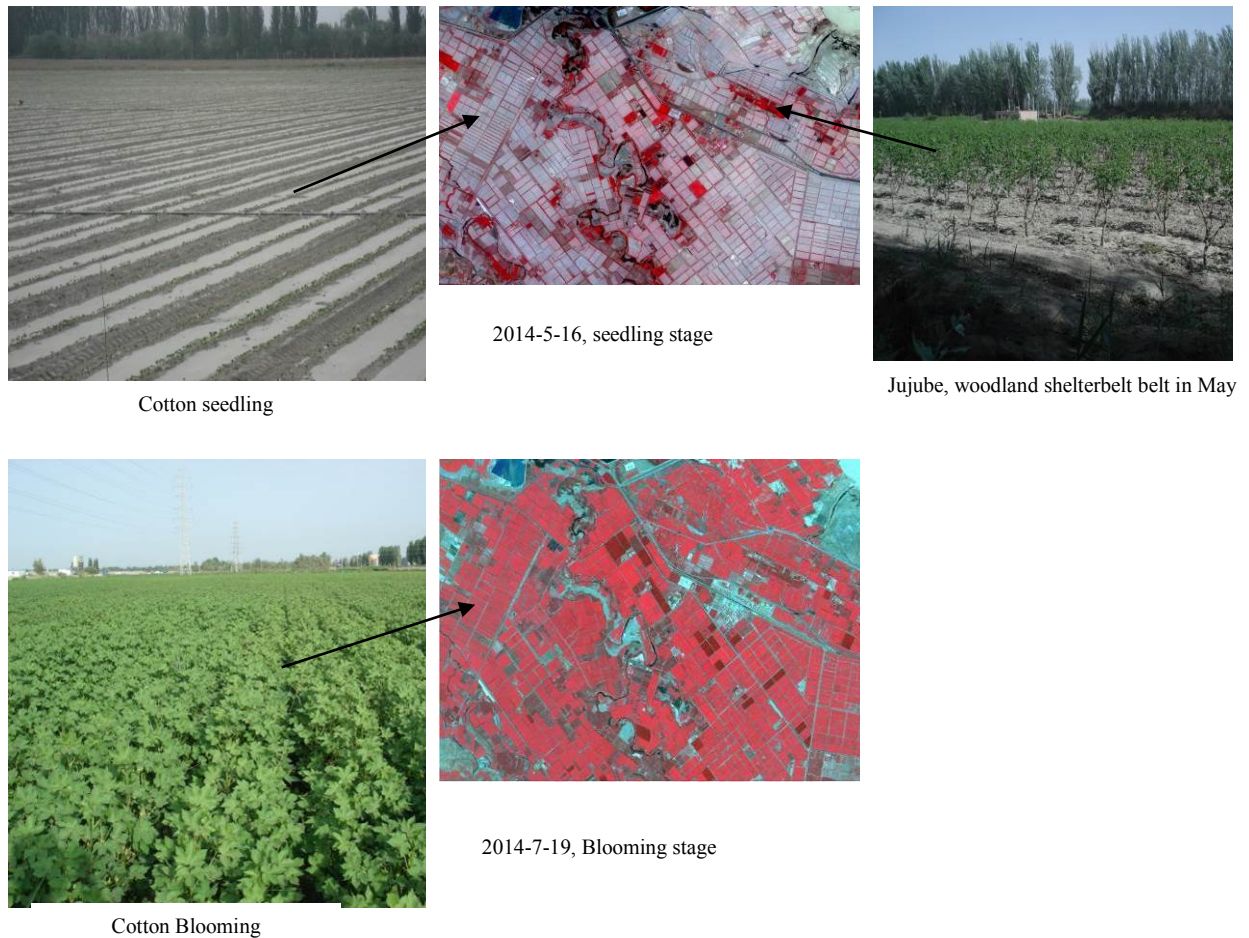 2014-5-16, seedling stage
Jujube, woodland shelterbelt belt in May
Cotton seedling
2014-7-19, Blooming stage
Cotton Blooming